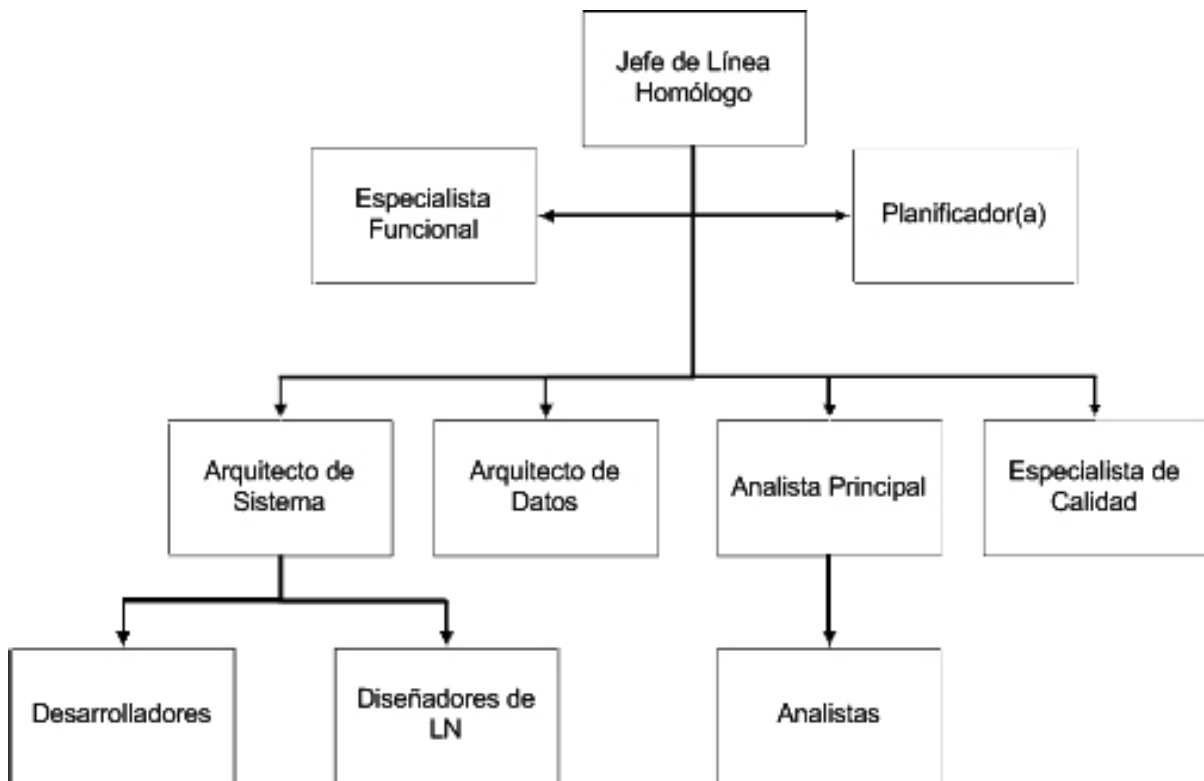 Jefe de Línea
Homólogo
Especialista
Funcional
Planificador(a)
Arquitecto de
Sistema
Arquitecto de
Datos
Analista Principal
Especialista de
Calidad
Desarrolladores
Diseñadores de
LN
Analistas